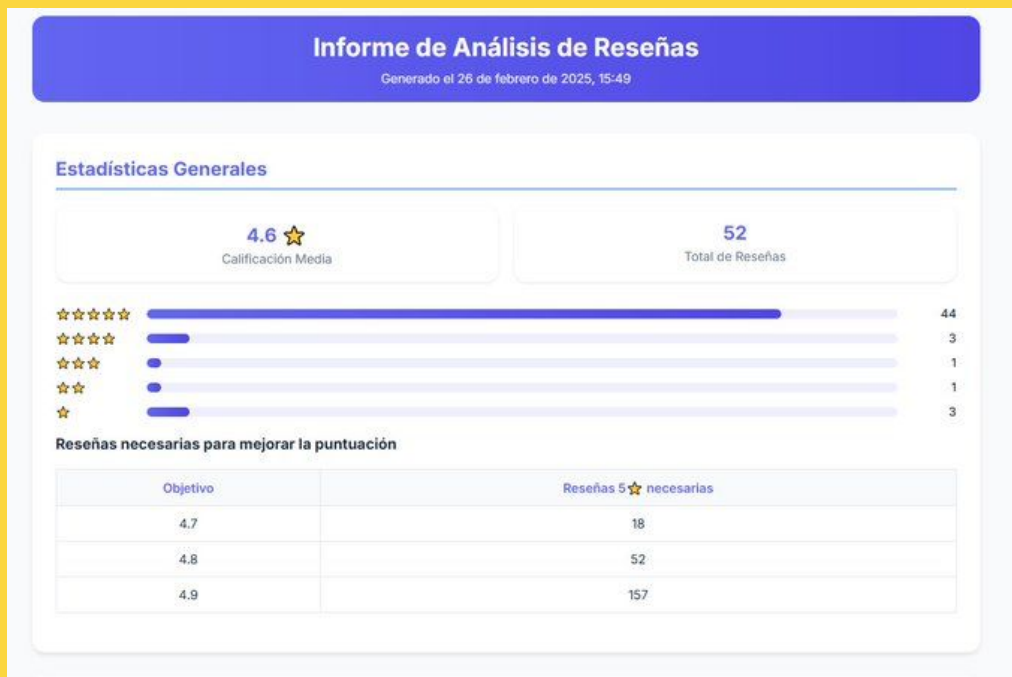 Informe de Análisis de Reseñas
Generado el 26 de febrero de 2025, 15:49
Estadísticas Generales
4.6 ⭐
Calificación Media
52
Total de Reseñas
⭐⭐⭐⭐⭐ 44
⭐⭐⭐⭐ 3
⭐⭐⭐ 1
⭐⭐ 1
⭐ 3
Reseñas necesarias para mejorar la puntuación
Objetivo Reseñas 5⭐ necesarias
4.7 18
4.8 52
4.9 157